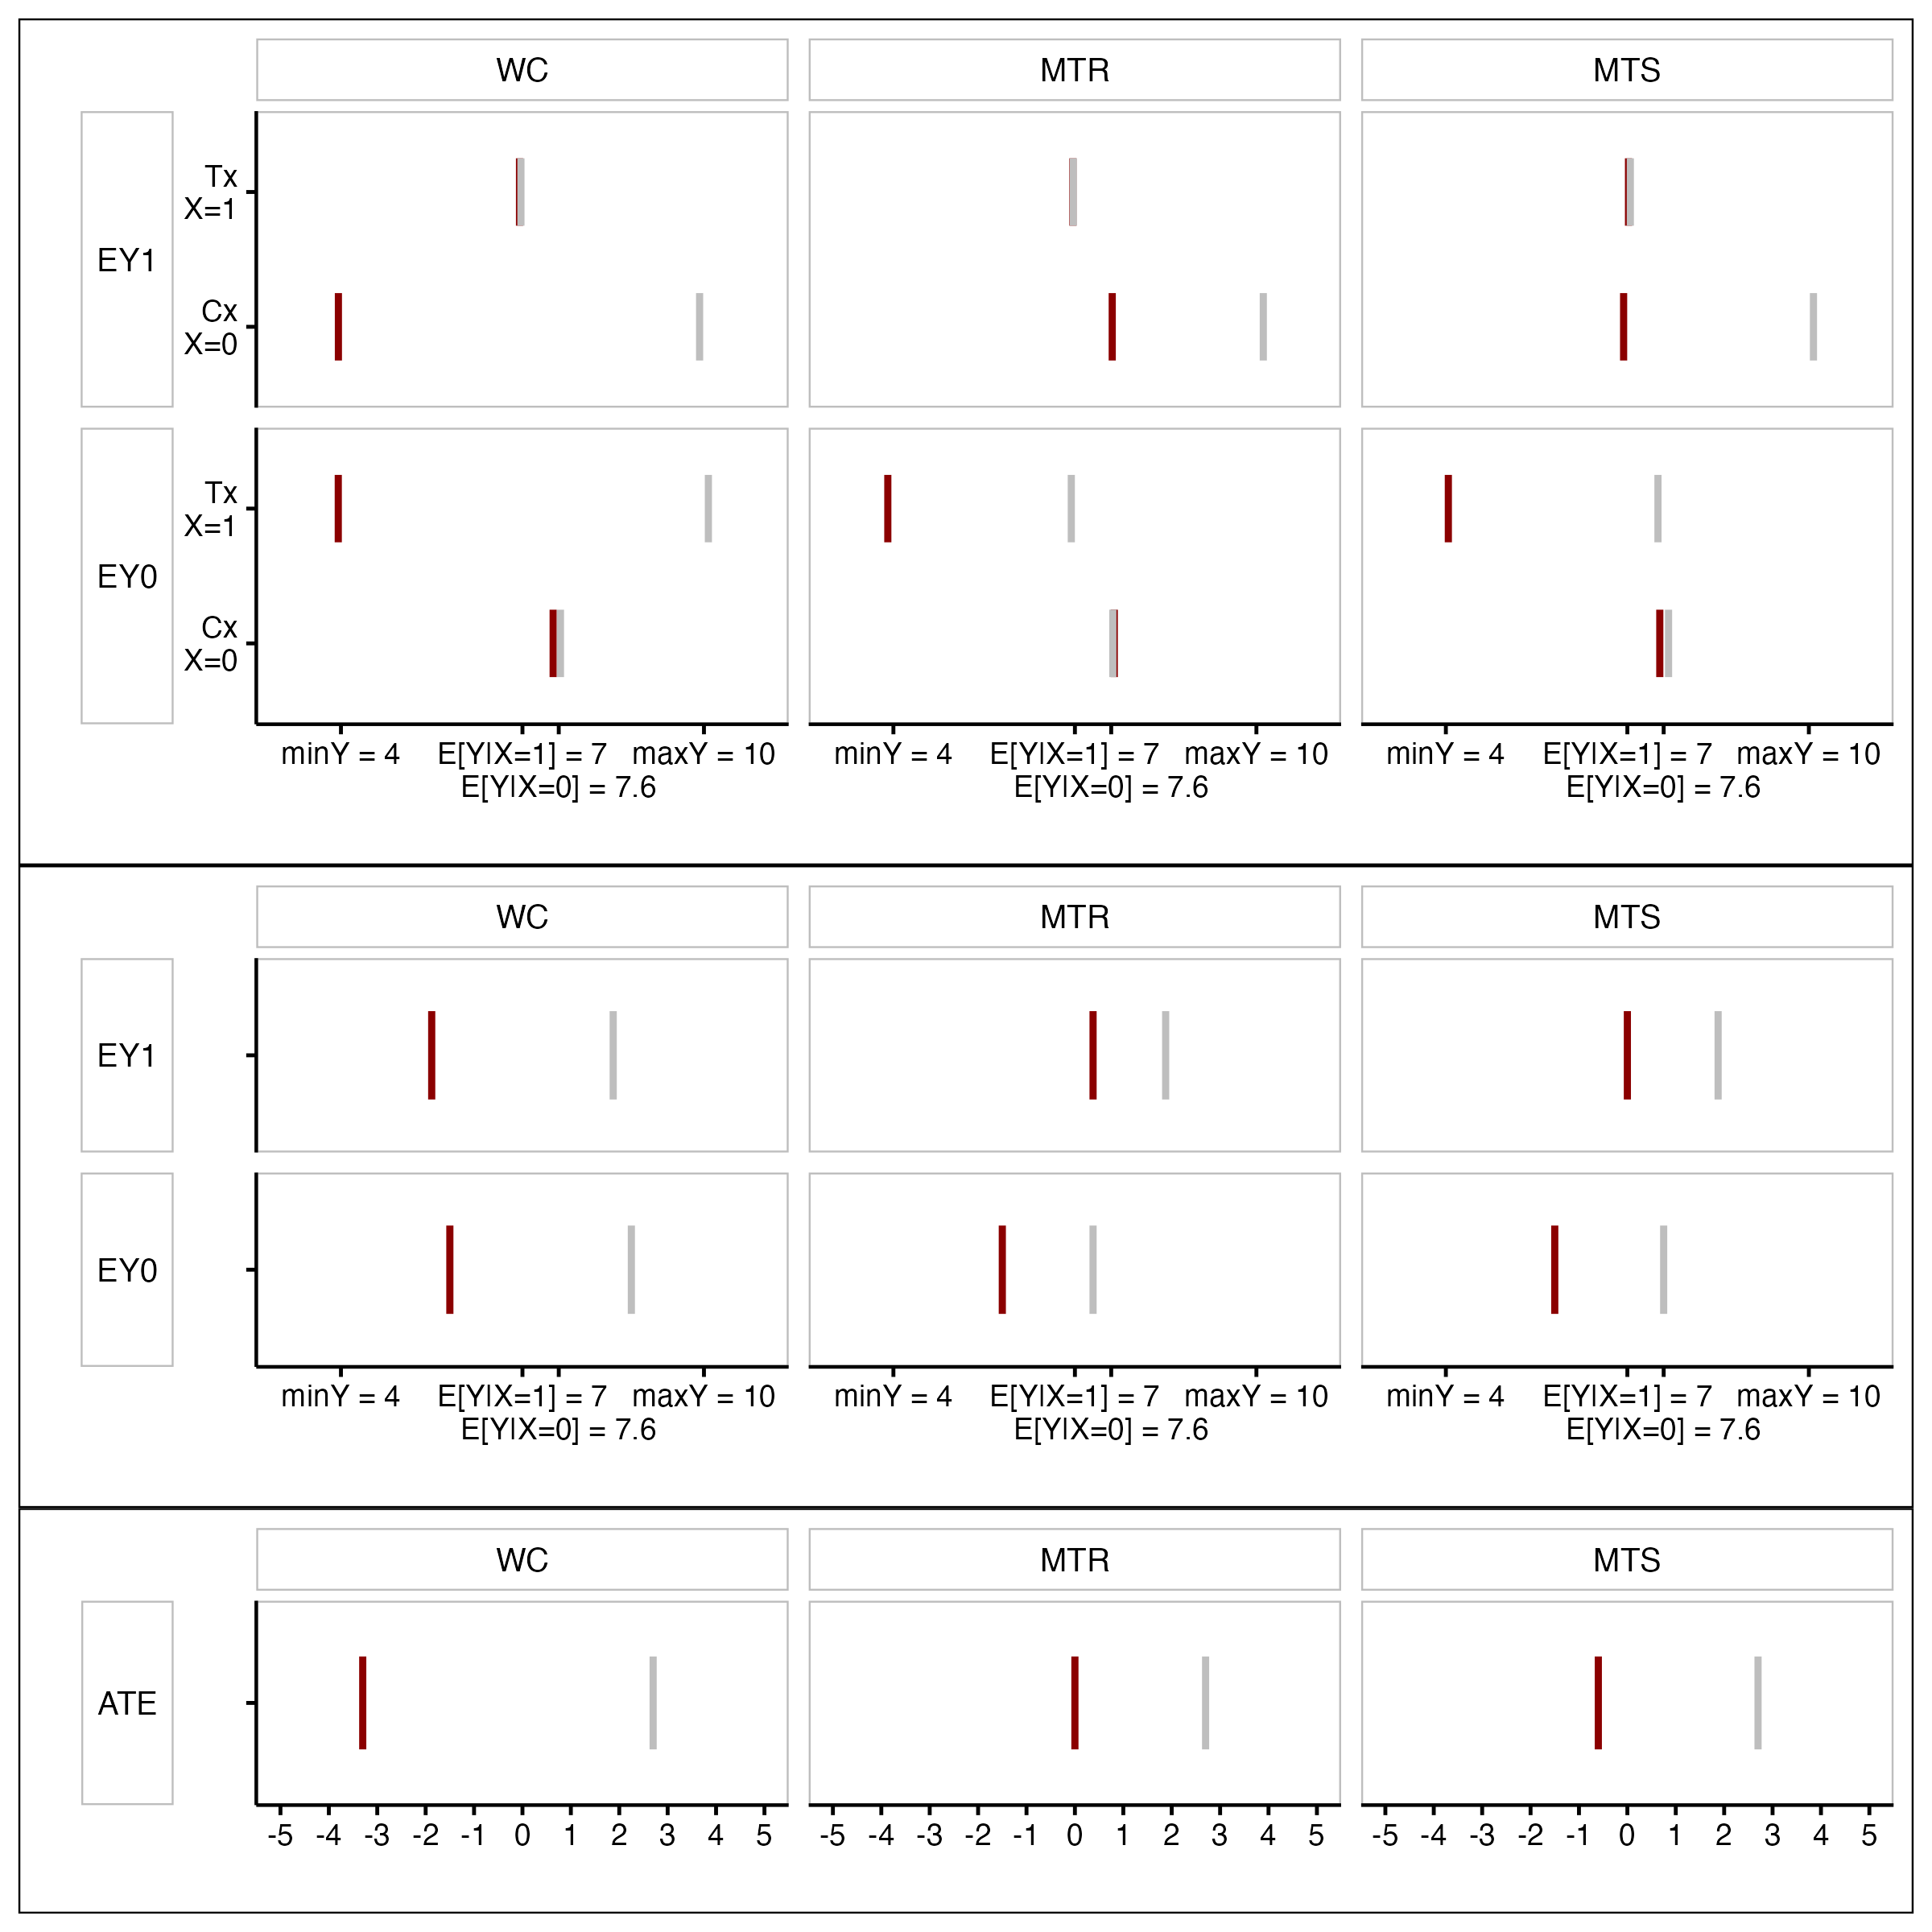 WC MTR MTS
EY1
Tx
X=1
Cx
X=0
EY0
Tx
X=1
Cx
X=0
minY = 4 E[Y|X=1] = 7 maxY = 10 minY = 4 E[Y|X=1] = 7 maxY = 10 minY = 4 E[Y|X=1] = 7 maxY = 10
E[Y|X=0] = 7.6 E[Y|X=0] = 7.6 E[Y|X=0] = 7.6
WC MTR MTS
EY1
EY0
minY = 4 E[Y|X=1] = 7 maxY = 10 minY = 4 E[Y|X=1] = 7 maxY = 10 minY = 4 E[Y|X=1] = 7 maxY = 10
E[Y|X=0] = 7.6 E[Y|X=0] = 7.6 E[Y|X=0] = 7.6
WC MTR MTS
ATE
-5 -4 -3 -2 -1 0 1 2 3 4 5 -5 -4 -3 -2 -1 0 1 2 3 4 5 -5 -4 -3 -2 -1 0 1 2 3 4 5